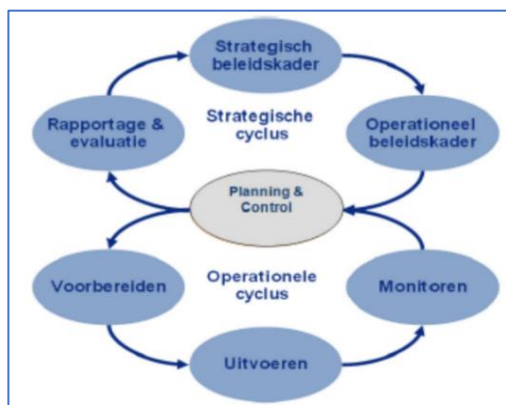 Strategisch
beleidskader
Rapportage &
evaluatie
Strategische
cyclus
Operationeel
beleidskader
Planning &
Control
Voorbereiden
Operationele
cyclus
Monitoren
Uitvoeren